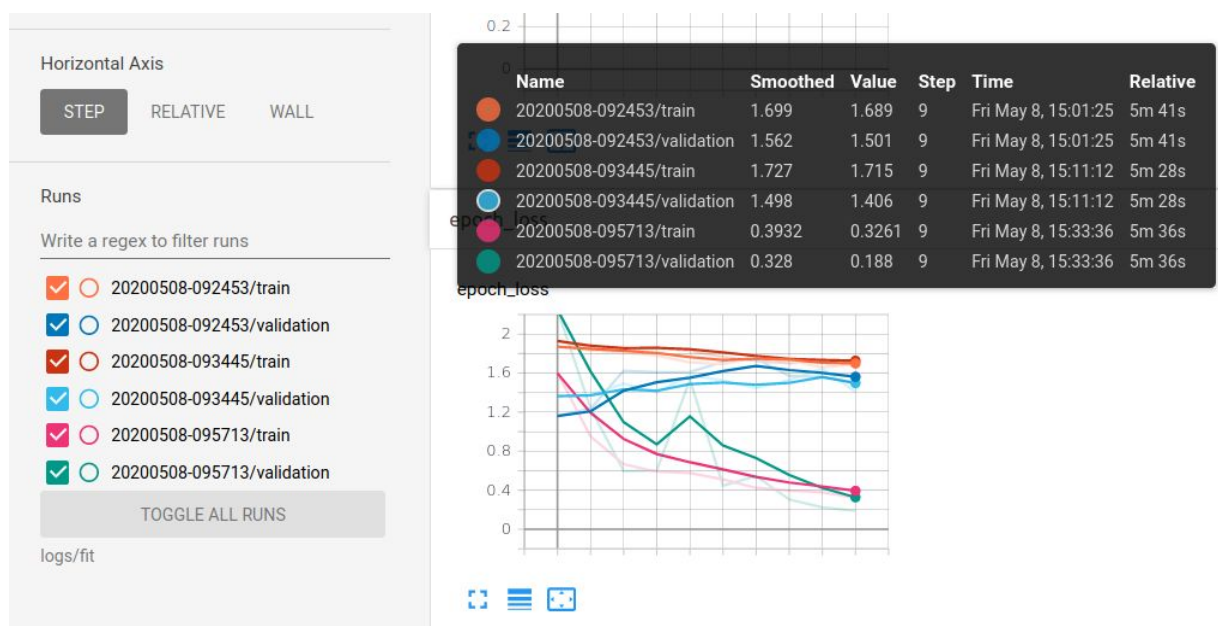 Horizontal Axis
STEP RELATIVE WALL
Runs
Write a regex to filter runs
20200508-092453/train
20200508-092453/validation
20200508-093445/train
20200508-093445/validation
20200508-095713/train
20200508-095713/validation
TOGGLE ALL RUNS
logs/fit
0.2
0
Name Smoothed Value Step Time Relative
20200508-092453/train 1.699 1.689 9 Fri May 8, 15:01:25 5m 41s
20200508-092453/validation 1.562 1.501 9 Fri May 8, 15:01:25 5m 41s
20200508-093445/train 1.727 1.715 9 Fri May 8, 15:11:12 5m 28s
20200508-093445/validation 1.498 1.406 9 Fri May 8, 15:11:12 5m 28s
20200508-095713/train 0.3932 0.3261 9 Fri May 8, 15:33:36 5m 36s
20200508-095713/validation 0.328 0.188 9 Fri May 8, 15:33:36 5m 36s
epoch_loss
epoch_loss
2
1.6
1.2
0.8
0.4
0